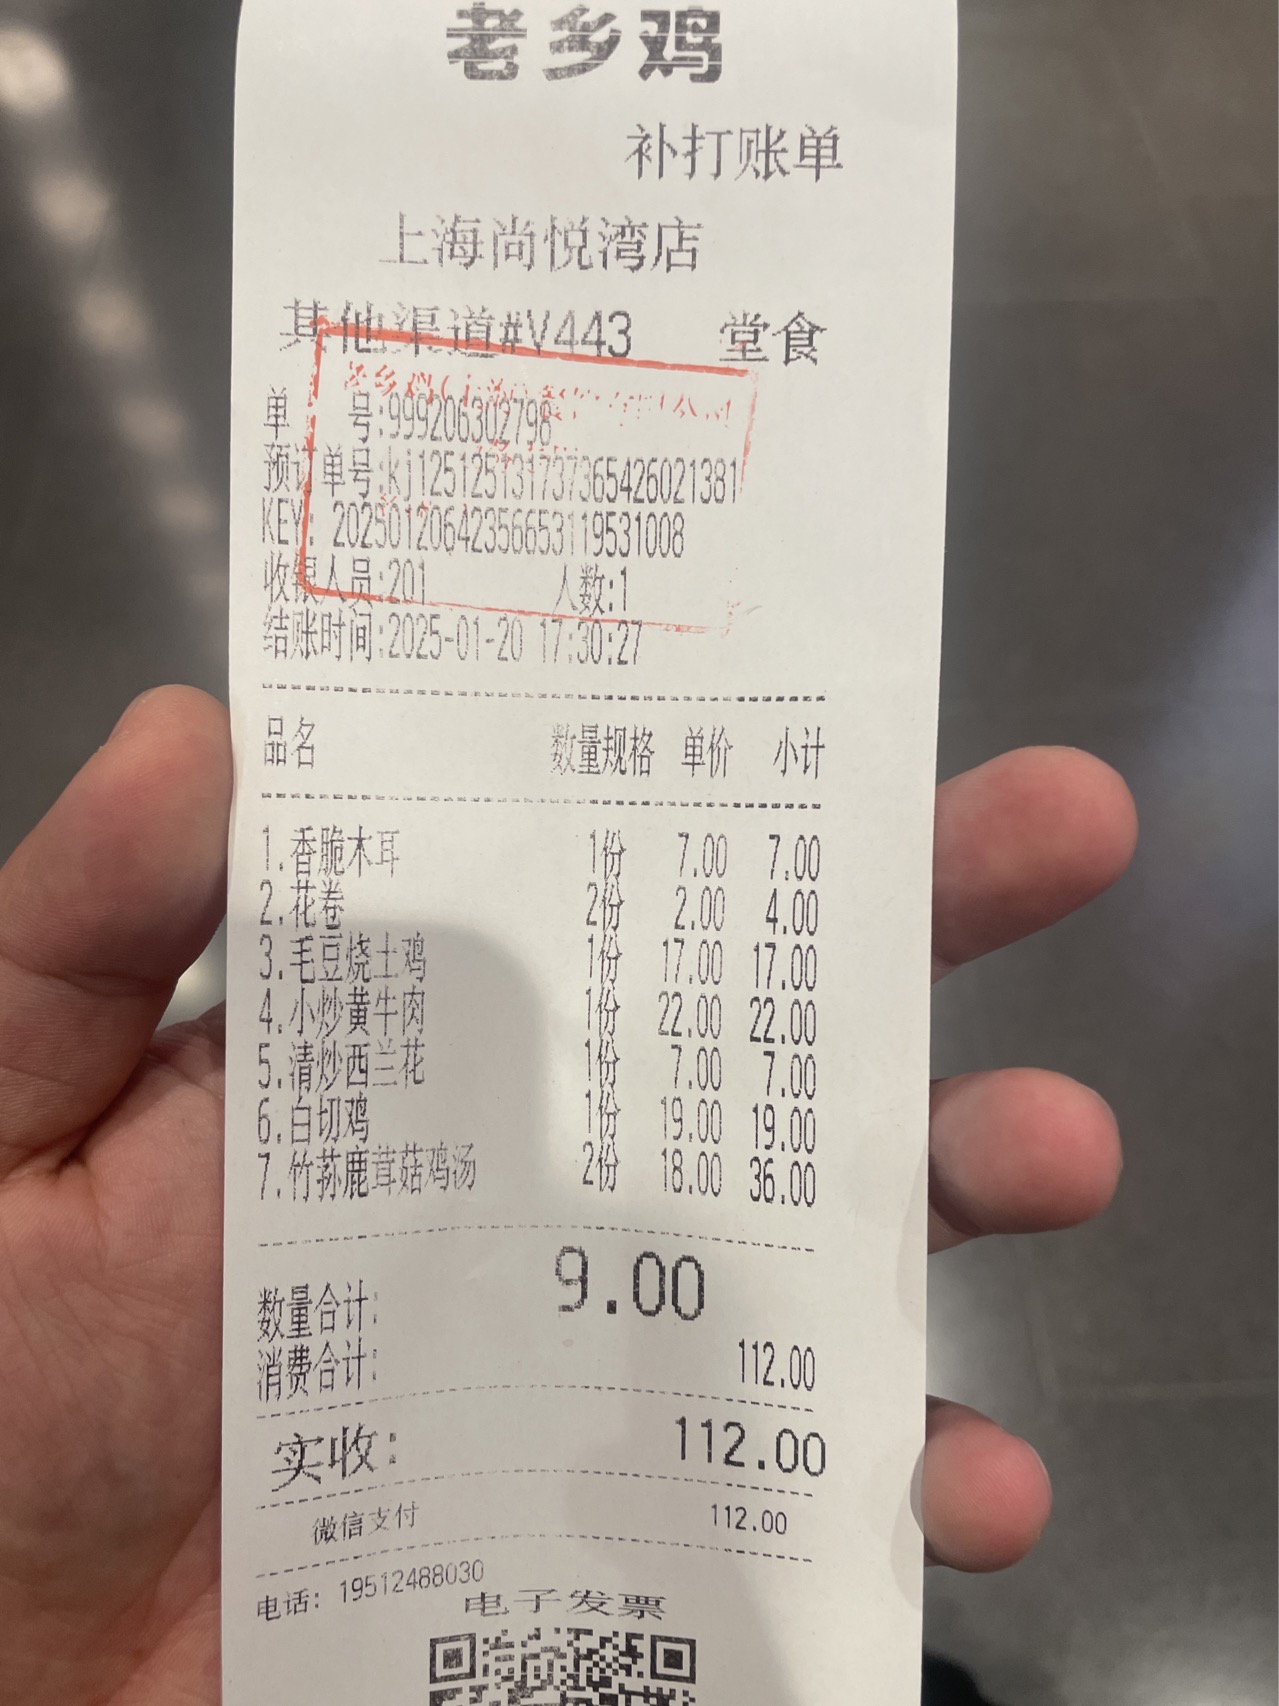 老乡鸡
补打账单
上海尚悦湾店
其他渠道#V443 堂食
单 号:999206302798
预订单号:kj1251251317373654260213​81
KEY: 20250120642356653119531008
收银人员:201 人数:1
结账时间:2025-01-20 17:30:27
品名 数量规格 单价 小计
1.香脆木耳 1份 7.00 7.00
2.花卷 2份 2.00 4.00
3.毛豆烧土鸡 1份 17.00 17.00
4.小炒黄牛肉 1份 22.00 22.00
5.清炒西兰花 1份 7.00 7.00
6.白切鸡 1份 19.00 19.00
7.竹荪鹿茸菇鸡汤 2份 18.00 36.00
数量合计: 9.00
消费合计: 112.00
实收: 112.00
微信支付 112.00
电话: 19512488030
电子发票